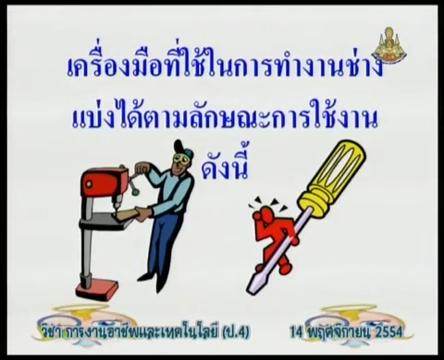 เครื่องมือที่ใช้ในการทำงานช่าง
แบ่งได้ตามลักษณะการใช้งาน
ดังนี้
วิชา การงานอาชีพและเทคโนโลยี (ป.4)
14 พฤศจิกายน 2554